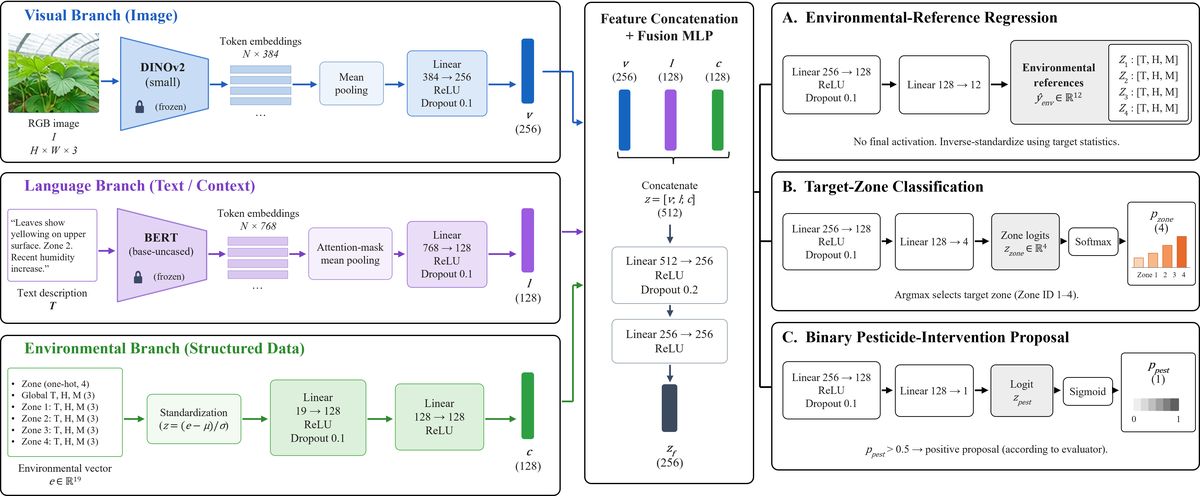 Visual Branch (Image)
RGB image
I
H × W × 3
DINOv2
(small)
(frozen)
Token embeddings
N × 384
...
Mean
pooling
Linear
384 → 256
ReLU
Dropout 0.1
v
(256)
Language Branch (Text / Context)
“Leaves show
yellowing on upper
surface. Zone 2.
Recent humidity
increase.”
Text description
T
BERT
(base-uncased)
(frozen)
Token embeddings
N × 768
...
Attention-mask
mean pooling
Linear
768 → 128
ReLU
Dropout 0.1
l
(128)
Environmental Branch (Structured Data)
• Zone (one-hot, 4)
• Global T, H, M (3)
• Zone 1: T, H, M (3)
• Zone 2: T, H, M (3)
• Zone 3: T, H, M (3)
• Zone 4: T, H, M (3)
Environmental vector
e ∈ ℝ¹⁹
Standardization
(z = (e − μ)/σ)
Linear
19 → 128
ReLU
Dropout 0.1
Linear
128 → 128
ReLU
c
(128)
Feature Concatenation
+ Fusion MLP
v l c
(256) (128) (128)
Concatenate
z = [v; l; c]
(512)
Linear 512 → 256
ReLU
Dropout 0.2
Linear 256 → 256
ReLU
z_f
(256)
A. Environmental-Reference Regression
Linear 256 → 128
ReLU
Dropout 0.1
Linear 128 → 12
Environmental
references
ŷ_env ∈ ℝ¹²
Z₁ : [T, H, M]
Z₂ : [T, H, M]
Z₃ : [T, H, M]
Z₄ : [T, H, M]
No final activation. Inverse-standardize using target statistics.
B. Target-Zone Classification
Linear 256 → 128
ReLU
Dropout 0.1
Linear 128 → 4
Zone logits
z_zone ∈ ℝ⁴
Softmax
p_zone
(4)
Zone 1 2 3 4
Argmax selects target zone (Zone ID 1–4).
C. Binary Pesticide-Intervention Proposal
Linear 256 → 128
ReLU
Dropout 0.1
Linear 128 → 1
Logit
z_pest
Sigmoid
p_pest
(1)
0 1
p_pest > 0.5 → positive proposal (according to evaluator).